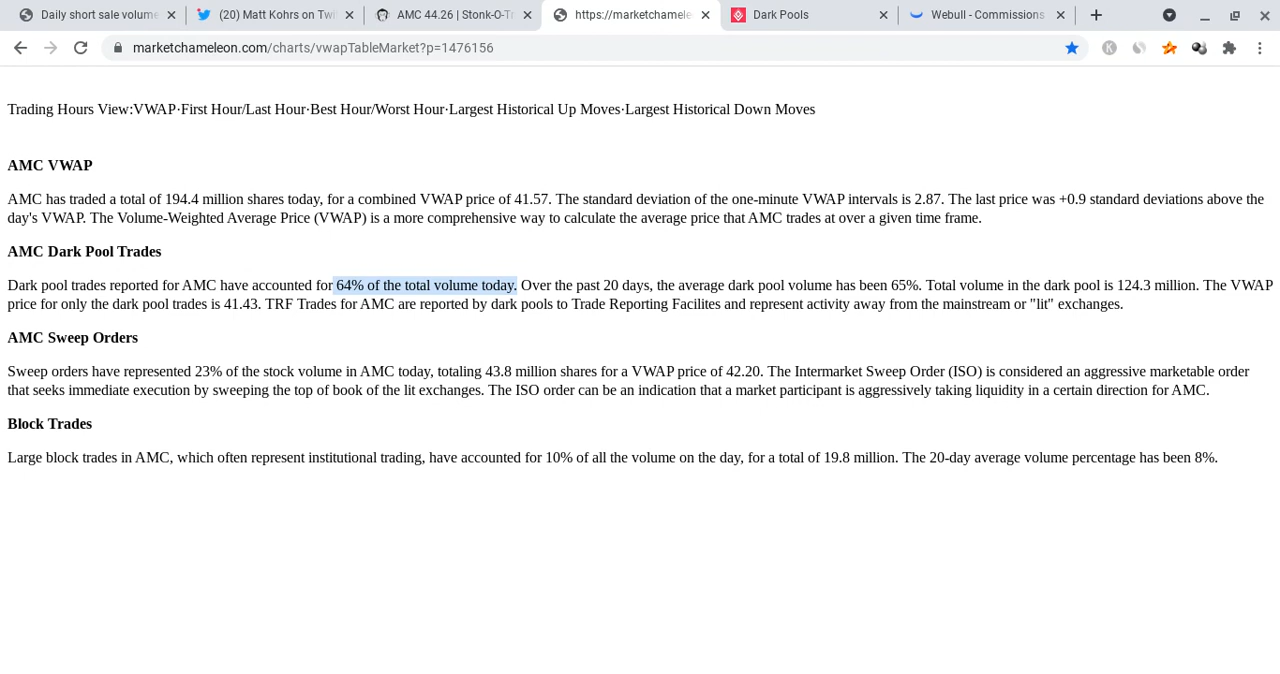 Daily short sale volume
(20) Matt Kohrs on Twi
AMC 44.26 | Stonk-O-Tr
https://marketchamele
Dark Pools
Webull - Commissions
marketchameleon.com/charts/vwapTableMarket?p=1476156
Trading Hours View:VWAP·First Hour/Last Hour·Best Hour/Worst Hour·Largest Historical Up Moves·Largest Historical Down Moves
AMC VWAP
AMC has traded a total of 194.4 million shares today, for a combined VWAP price of 41.57. The standard deviation of the one-minute VWAP intervals is 2.87. The last price was +0.9 standard deviations above the
day's VWAP. The Volume-Weighted Average Price (VWAP) is a more comprehensive way to calculate the average price that AMC trades at over a given time frame.
AMC Dark Pool Trades
Dark pool trades reported for AMC have accounted for 64% of the total volume today. Over the past 20 days, the average dark pool volume has been 65%. Total volume in the dark pool is 124.3 million. The VWAP
price for only the dark pool trades is 41.43. TRF Trades for AMC are reported by dark pools to Trade Reporting Facilites and represent activity away from the mainstream or "lit" exchanges.
AMC Sweep Orders
Sweep orders have represented 23% of the stock volume in AMC today, totaling 43.8 million shares for a VWAP price of 42.20. The Intermarket Sweep Order (ISO) is considered an aggressive marketable order
that seeks immediate execution by sweeping the top of book of the lit exchanges. The ISO order can be an indication that a market participant is aggressively taking liquidity in a certain direction for AMC.
Block Trades
Large block trades in AMC, which often represent institutional trading, have accounted for 10% of all the volume on the day, for a total of 19.8 million. The 20-day average volume percentage has been 8%.